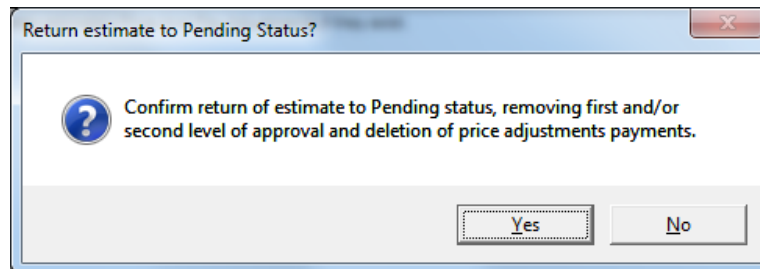 Return estimate to Pending Status?
Confirm return of estimate to Pending status, removing first and/or
second level of approval and deletion of price adjustments payments.
Yes
No